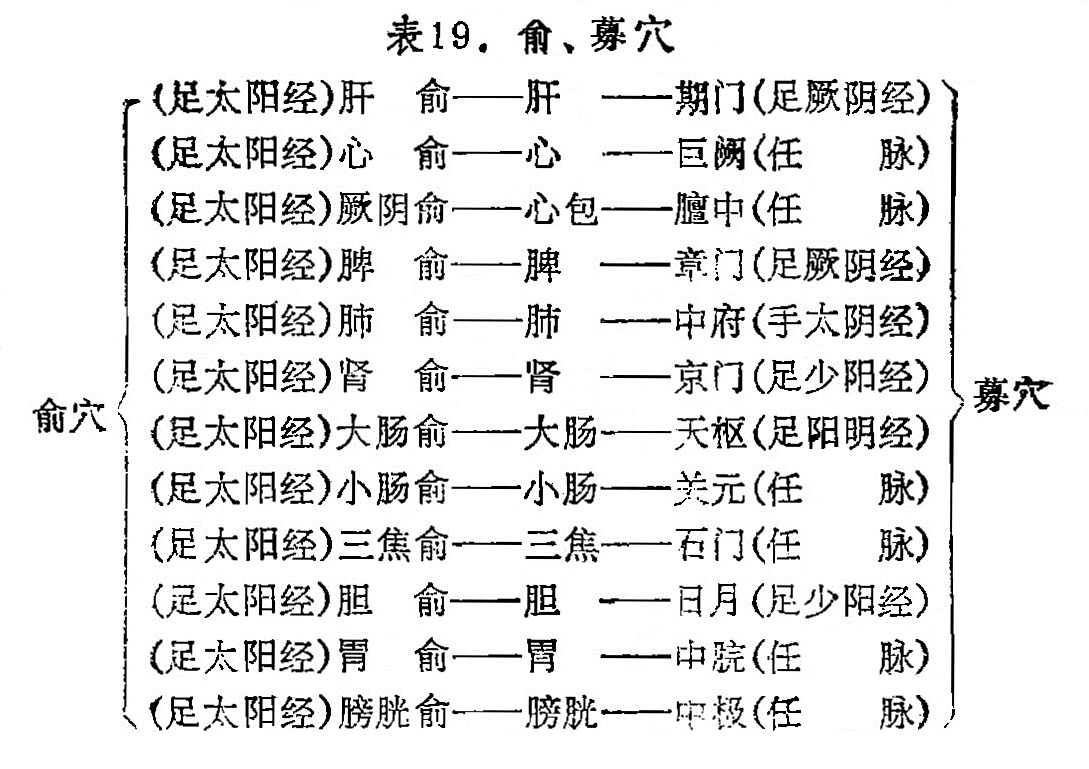 表19.俞、募穴
(足太阳经)肝　俞——肝　——期门(足厥阴经)
(足太阳经)心　俞——心　——巨阙(任　脉)
(足太阳经)厥阴俞——心包——膻中(任　脉)
(足太阳经)脾　俞——脾　——章门(足厥阴经)
(足太阳经)肺　俞——肺　——中府(手太阴经)
(足太阳经)肾　俞——肾　——京门(足少阳经)
俞穴
募穴
(足太阳经)大肠俞——大肠——天枢(足阳明经)
(足太阳经)小肠俞——小肠——关元(任　脉)
(足太阳经)三焦俞——三焦——石门(任　脉)
(足太阳经)胆　俞——胆　——日月(足少阳经)
(足太阳经)胃　俞——胃　——中脘(任　脉)
(足太阳经)膀胱俞——膀胱——中极(任　脉)